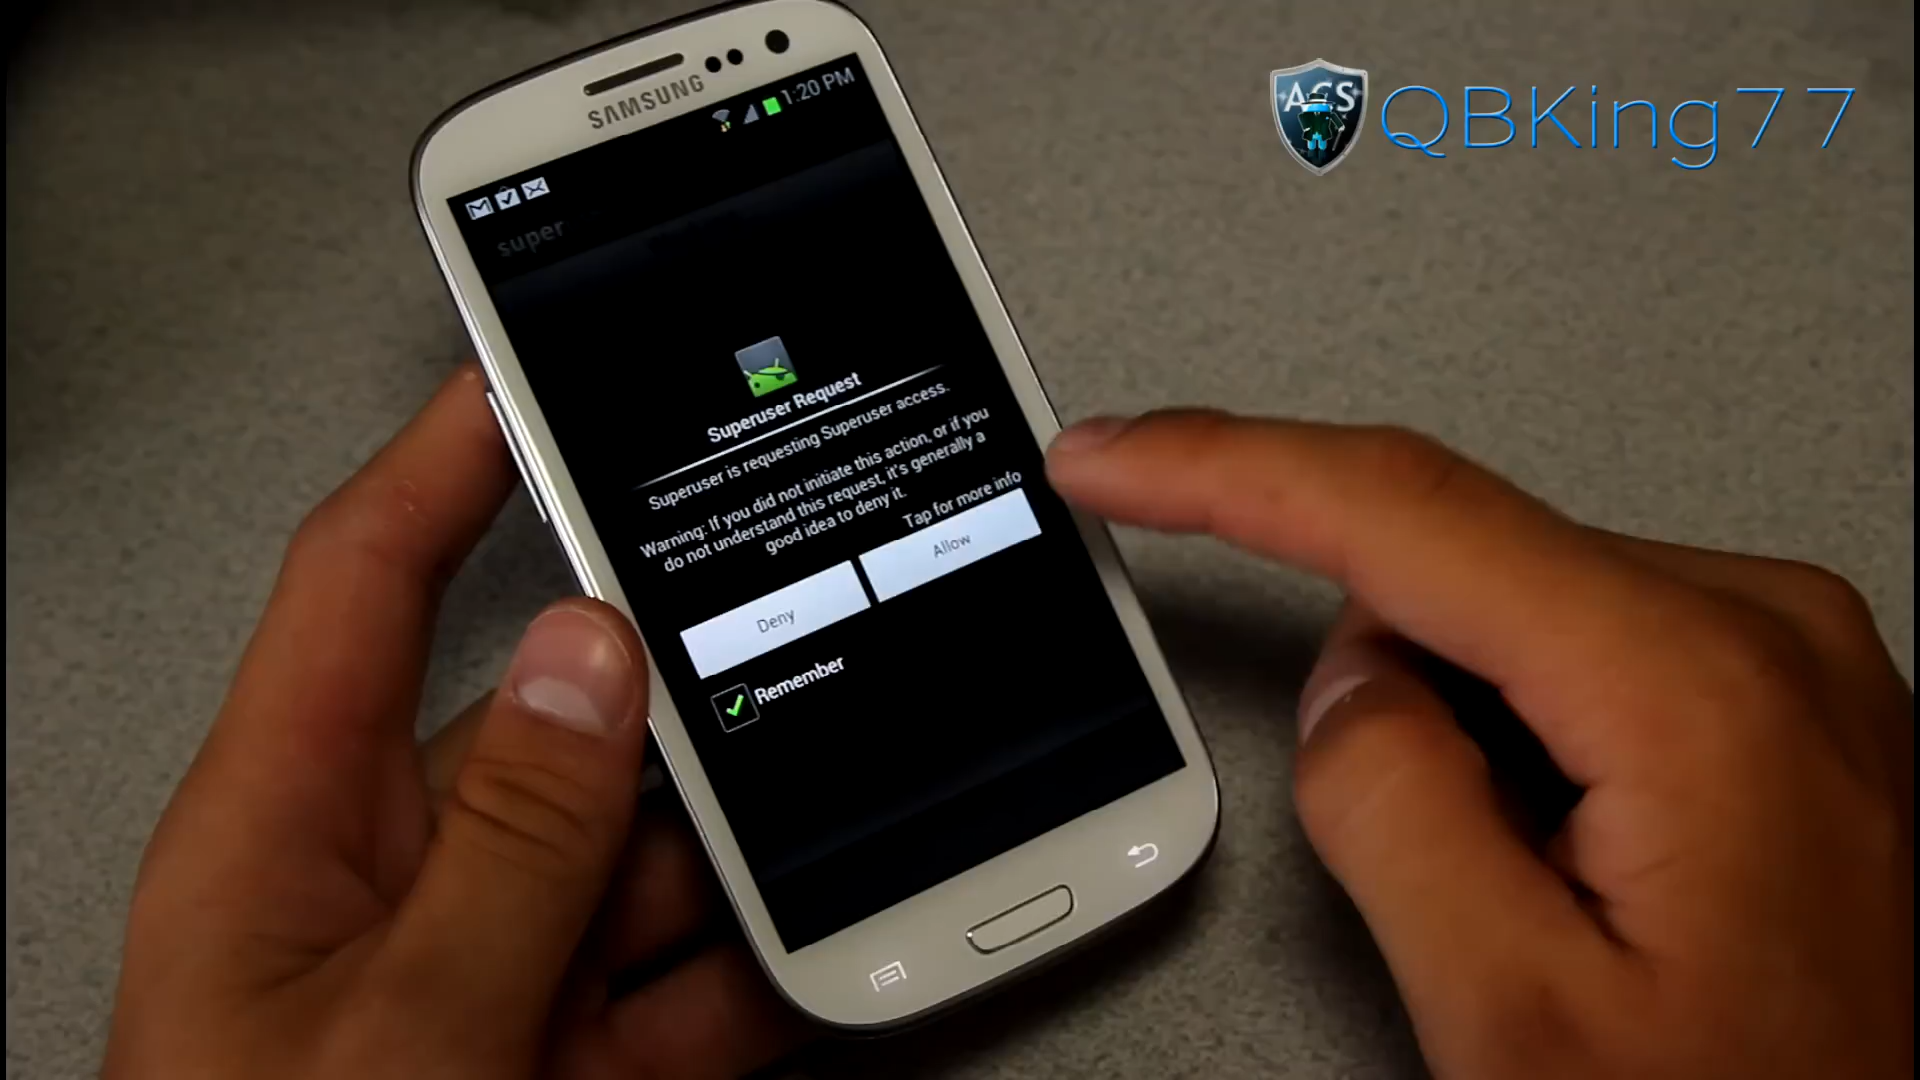 ACS QBKing77
SAMSUNG
1:20 PM
super
Superuser Request
Superuser is requesting Superuser access.
Warning: If you did not initiate this action, or if you
do not understand this request, it's generally a
good idea to deny it.
Tap for more info
Deny
Allow
Remember